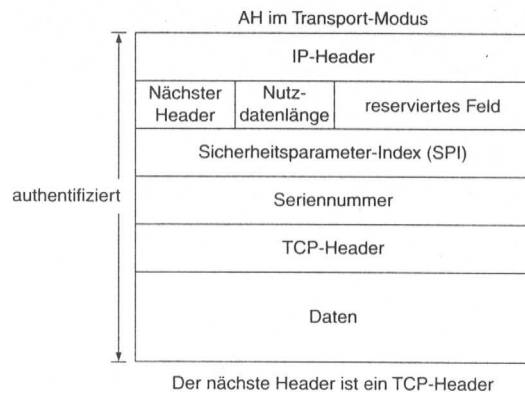 AH im Transport-Modus
IP-Header
Nächster
Header
Nutz-
datenlänge
reserviertes Feld
Sicherheitsparameter-Index (SPI)
authentifiziert
Seriennummer
TCP-Header
Daten
Der nächste Header ist ein TCP-Header